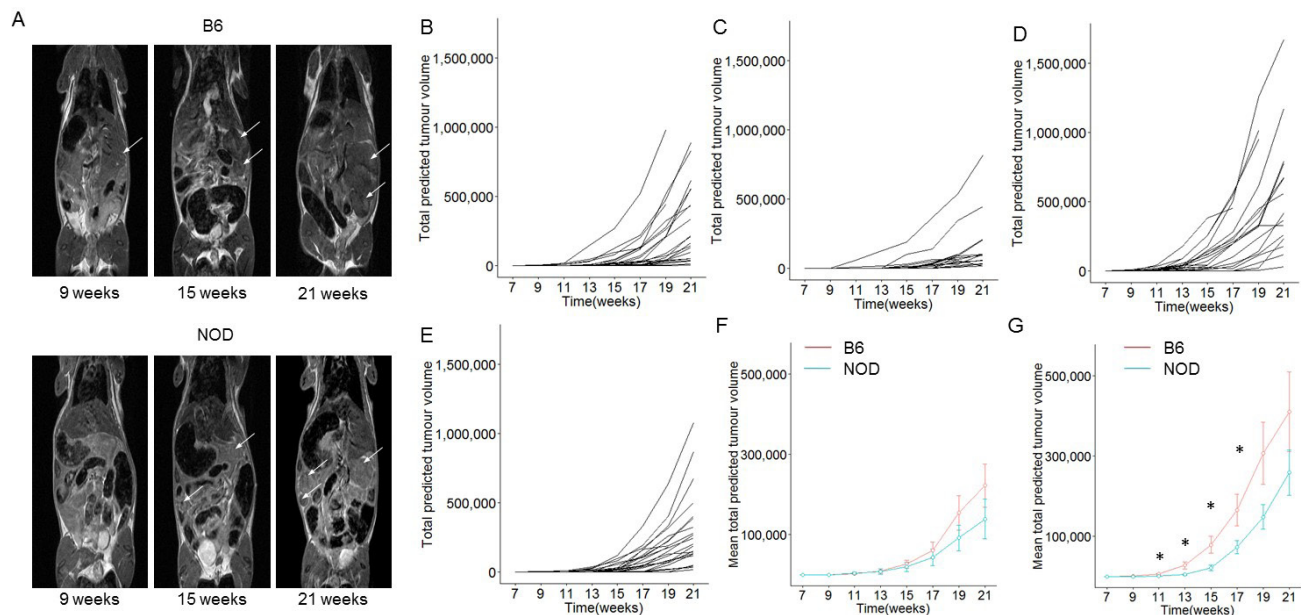 A
B6
9 weeks
15 weeks
21 weeks
NOD
9 weeks
15 weeks
21 weeks
B
Total predicted tumour volume
1,500,000
1,000,000
500,000
0
7 9 11 13 15 17 19 21
Time(weeks)
C
Total predicted tumour volume
1,500,000
1,000,000
500,000
0
7 9 11 13 15 17 19 21
Time(weeks)
D
Total predicted tumour volume
1,500,000
1,000,000
500,000
0
7 9 11 13 15 17 19 21
Time(weeks)
E
Total predicted tumour volume
1,500,000
1,000,000
500,000
0
7 9 11 13 15 17 19 21
Time(weeks)
F
B6
NOD
Mean total predicted tumour volume
500,000
300,000
100,000
7 9 11 13 15 17 19 21
Time(weeks)
G
B6
NOD
Mean total predicted tumour volume
500,000
300,000
100,000
* * * *
7 9 11 13 15 17 19 21
Time(weeks)